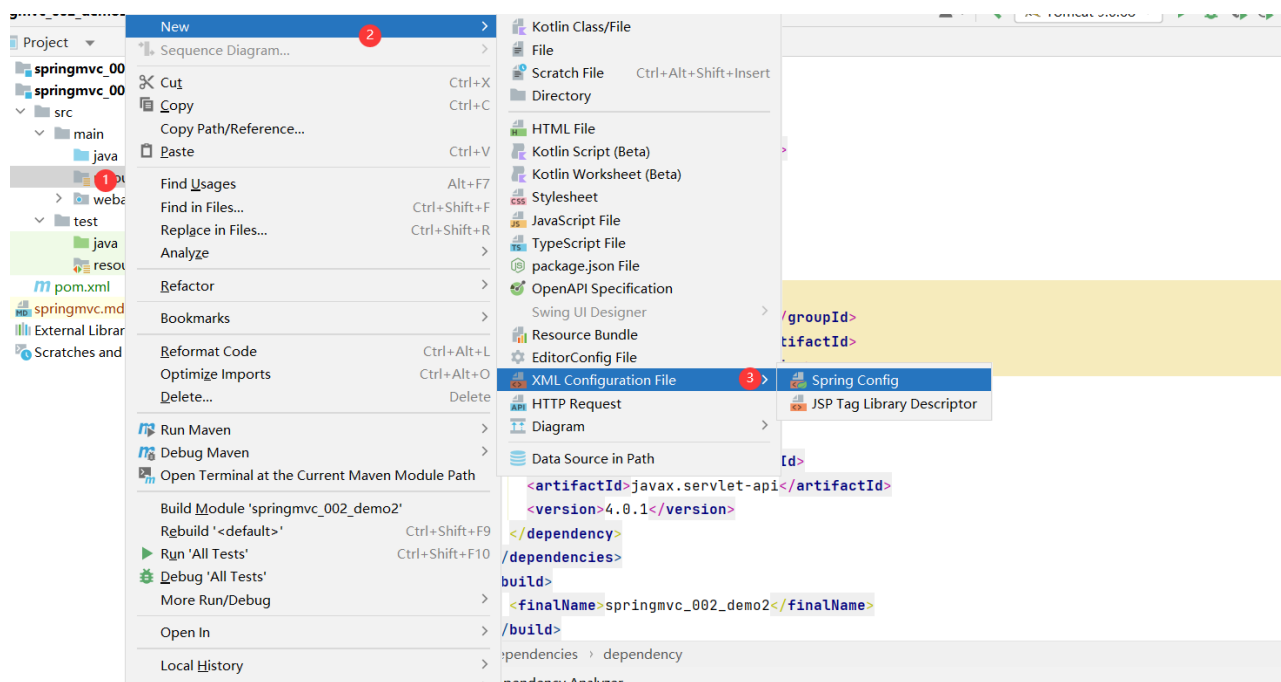 Project
springmvc_00
springmvc_00
src
main
java
1
weba
test
java
resou
pom.xml
springmvc.md
External Librar
Scratches and
New
2
Sequence Diagram...
Cut Ctrl+X
Copy Ctrl+C
Copy Path/Reference...
Paste Ctrl+V
Find Usages Alt+F7
Find in Files... Ctrl+Shift+F
Replace in Files... Ctrl+Shift+R
Analyze
Refactor
Bookmarks
Reformat Code Ctrl+Alt+L
Optimize Imports Ctrl+Alt+O
Delete... Delete
Run Maven
Debug Maven
Open Terminal at the Current Maven Module Path
Build Module 'springmvc_002_demo2'
Rebuild '<default>' Ctrl+Shift+F9
Run 'All Tests' Ctrl+Shift+F10
Debug 'All Tests'
More Run/Debug
Open In
Local History
Kotlin Class/File
File
Scratch File Ctrl+Alt+Shift+Insert
Directory
HTML File
Kotlin Script (Beta)
Kotlin Worksheet (Beta)
Stylesheet
JavaScript File
TypeScript File
package.json File
OpenAPI Specification
Swing UI Designer
Resource Bundle
EditorConfig File
XML Configuration File 3
HTTP Request
Diagram
Data Source in Path
Spring Config
JSP Tag Library Descriptor
>
/groupId>
tifactId>
Id>
<artifactId>javax.servlet-api</artifactId>
<version>4.0.1</version>
</dependency>
/dependencies>
build>
<finalName>springmvc_002_demo2</finalName>
/build>
ependencies › dependency